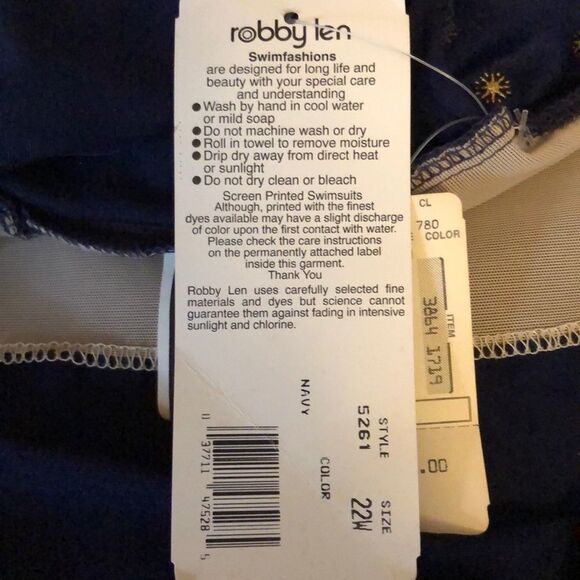 robby len
Swimfashions
are designed for long life and
beauty with your special care
and understanding
●Wash by hand in cool water
or mild soap
●Do not machine wash or dry
●Roll in towel to remove moisture
●Drip dry away from direct heat
or sunlight
●Do not dry clean or bleach
Screen Printed Swimsuits
Although, printed with the finest
dyes available may have a slight discharge
of color upon the first contact with water.
Please check the care instructions
on the permanently attached label
inside this garment.
Thank You
Robby Len uses carefully selected fine
materials and dyes but science cannot
guarantee them against fading in intensive
sunlight and chlorine.
STYLE
5261
SIZE
22W
NAVY
COLOR
0 37711 47528 5
CL
780
COLOR
ITEM
3864 1719
.00